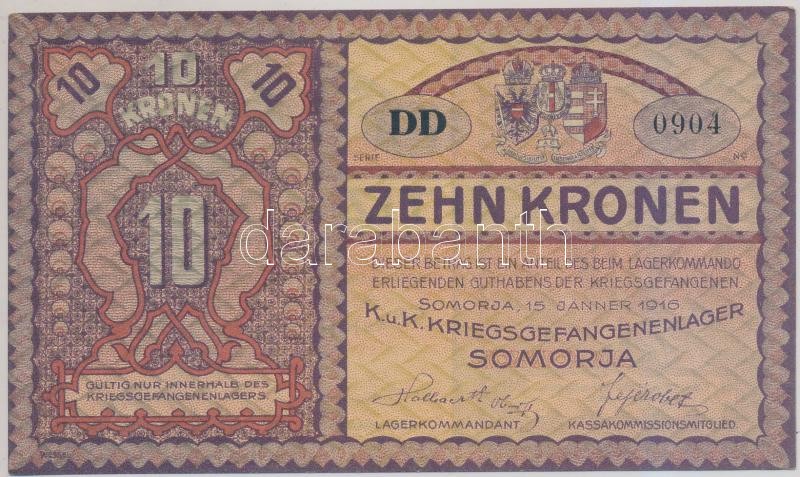 10 10 10
KRONEN
10
GÜLTIG NUR INNERHALB DES
KRIEGSGEFANGENENLAGERS
DD 0904
SERIE Nº
ZEHN KRONEN
darabanth
DIESER BETRAG IST EIN ANTEIL DES BEIM LAGERKOMMANDO
ERLIEGENDEN GUTHABENS DER KRIEGSGEFANGENEN.
SOMORJA, 15 JÄNNER 1916
K.u.K. KRIEGSGEFANGENENLAGER
SOMORJA
LAGERKOMMANDANT KASSAKOMMISSIONSMITGLIED.